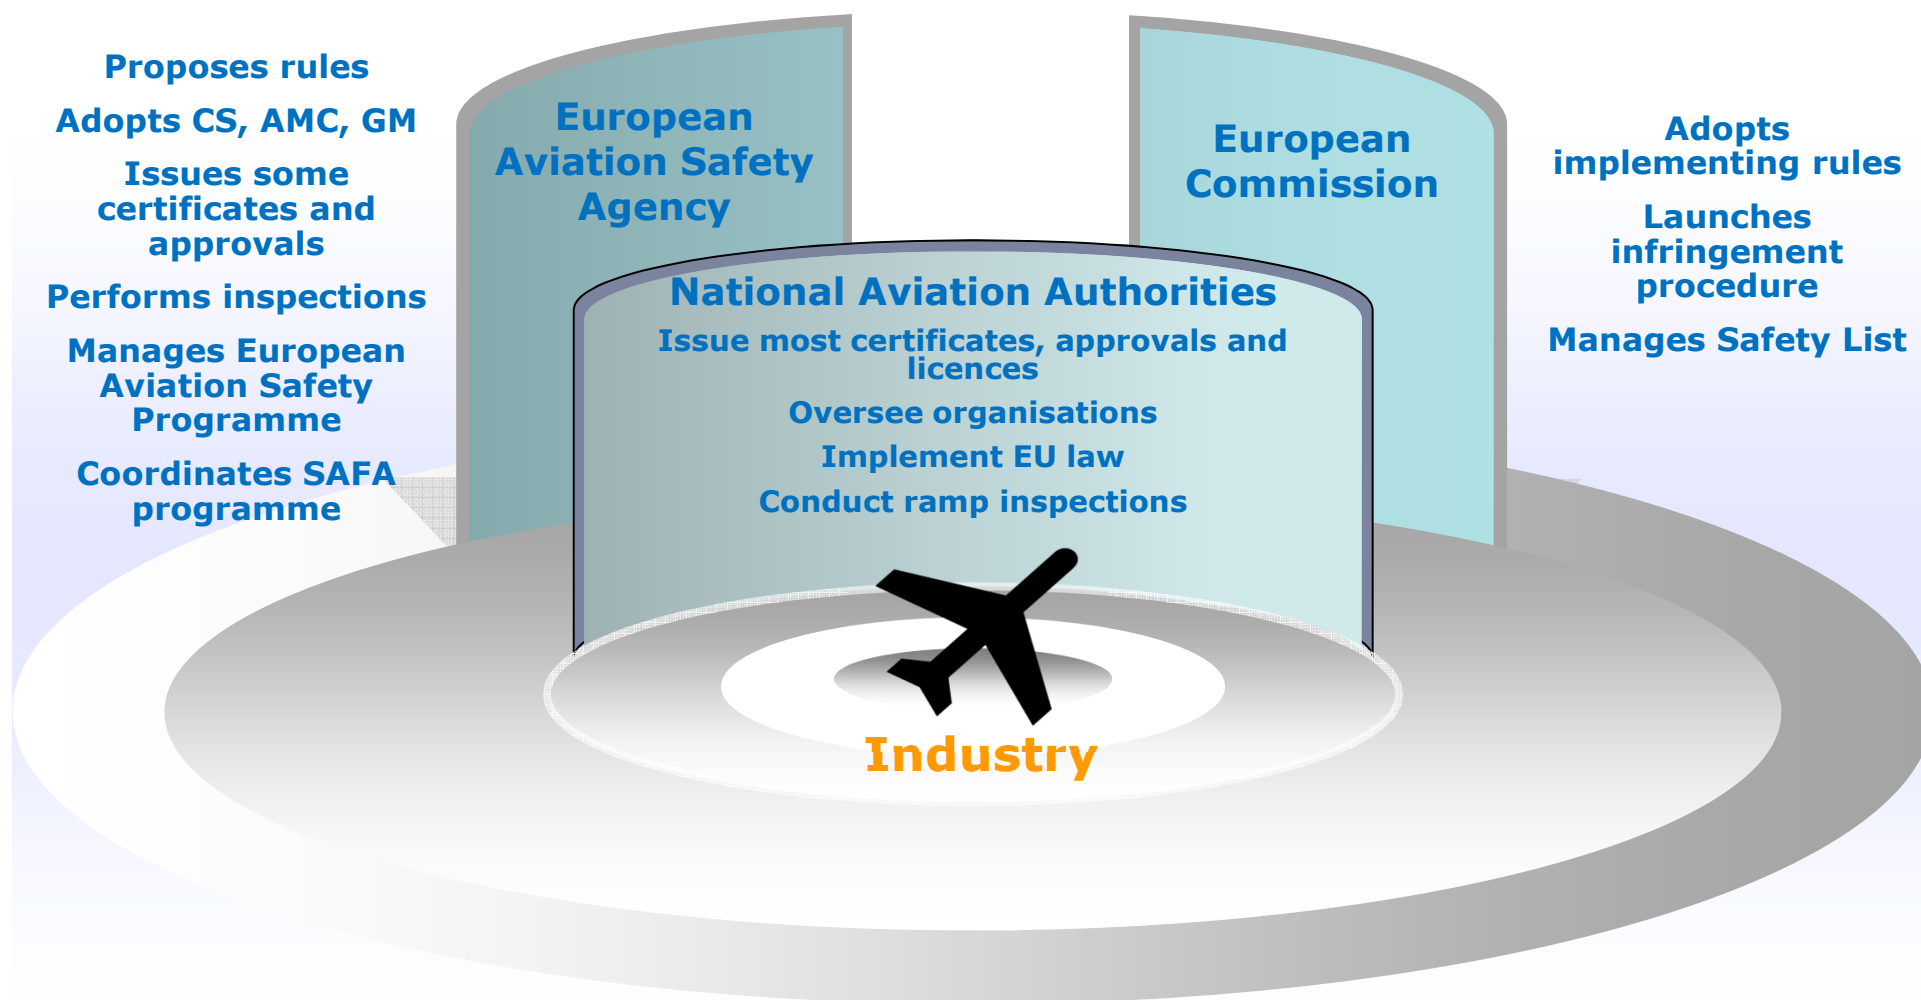 Proposes rules
Adopts CS, AMC, GM
Issues some
certificates and
approvals
Performs inspections
Manages European
Aviation Safety
Programme
Coordinates SAFA
programme
European
Aviation Safety
Agency
European
Commission
Adopts
implementing rules
Launches
infringement
procedure
Manages Safety List
National Aviation Authorities
Issue most certificates, approvals and
licences
Oversee organisations
Implement EU law
Conduct ramp inspections
Industry